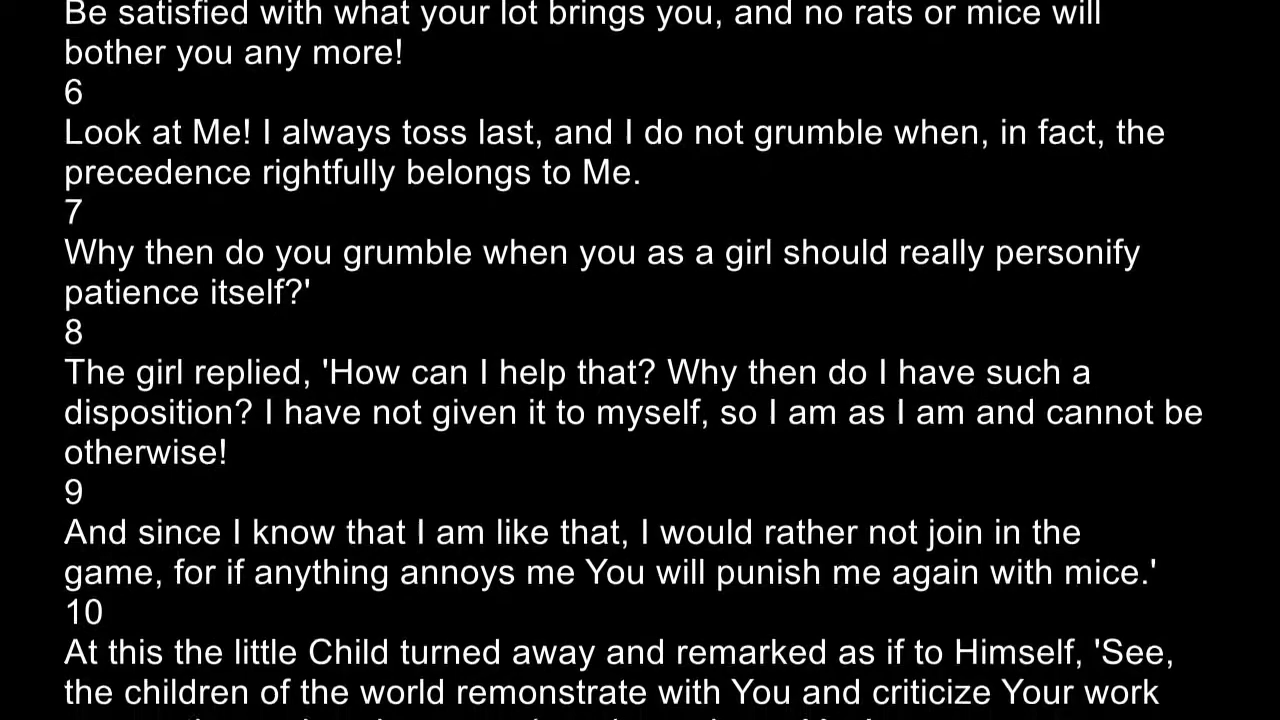 Be satisfied with what your lot brings you, and no rats or mice will
bother you any more!
6
Look at Me! I always toss last, and I do not grumble when, in fact, the
precedence rightfully belongs to Me.
7
Why then do you grumble when you as a girl should really personify
patience itself?'
8
The girl replied, 'How can I help that? Why then do I have such a
disposition? I have not given it to myself, so I am as I am and cannot be
otherwise!
9
And since I know that I am like that, I would rather not join in the
game, for if anything annoys me You will punish me again with mice.'
10
At this the little Child turned away and remarked as if to Himself, 'See,
the children of the world remonstrate with You and criticize Your work